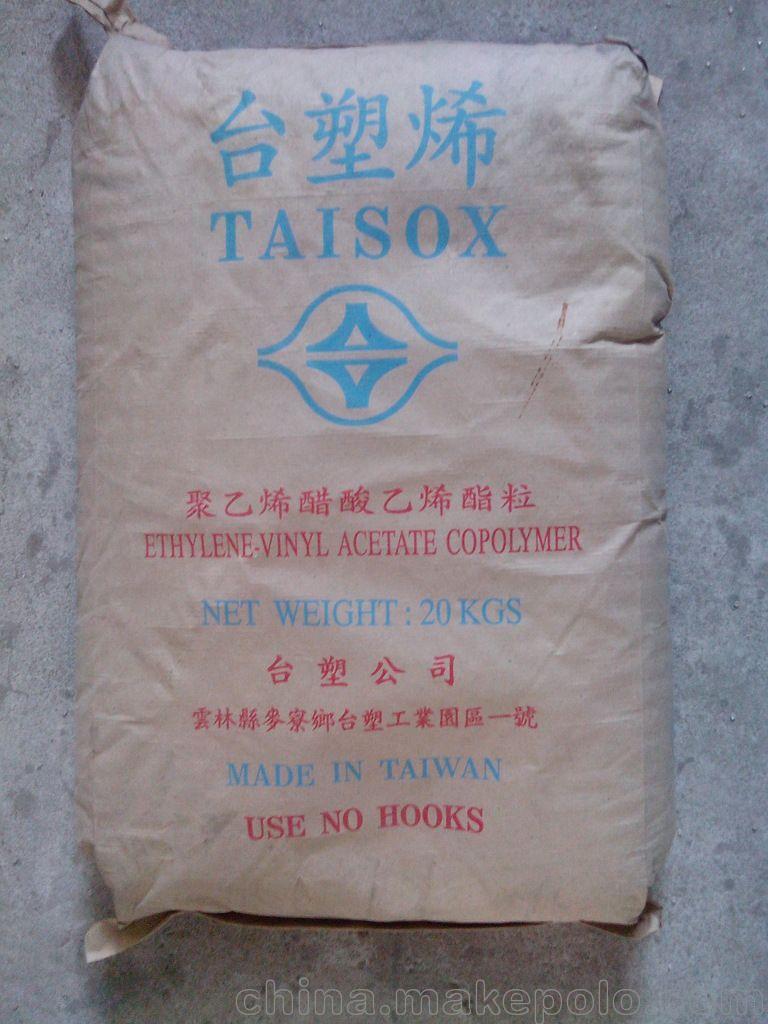 台塑烯
TAISOX
聚乙烯醋酸乙烯酯粒
ETHYLENE-VINYL ACETATE COPOLYMER
NET WEIGHT: 20 KGS
台塑公司
雲林縣麥寮鄉台塑工業園區一號
MADE IN TAIWAN
USE NO HOOKS
china.makepolo.com